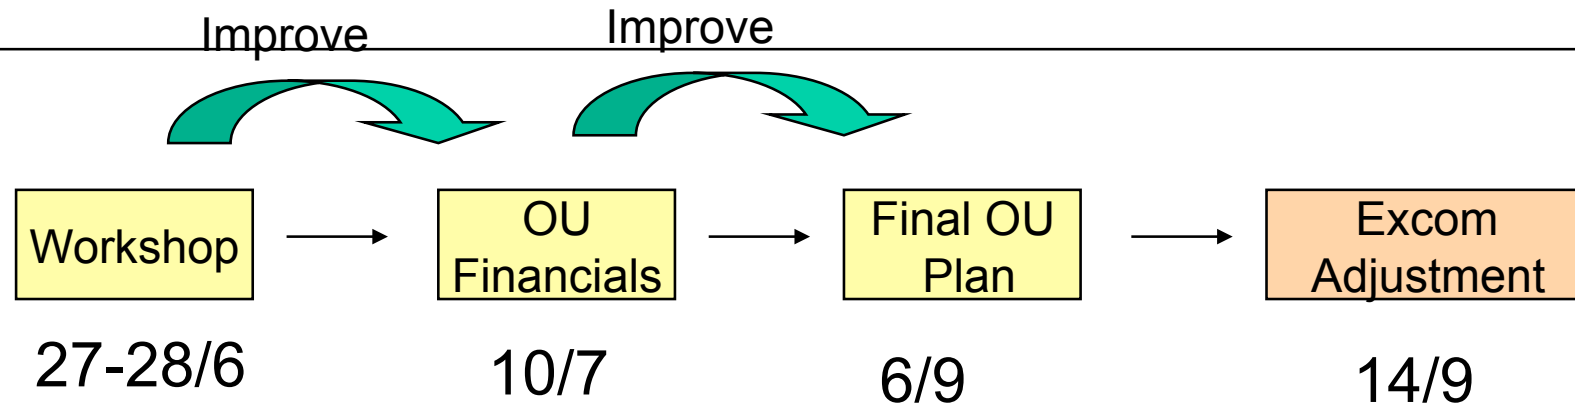 Improve
Improve
Workshop
OU
Financials
Final OU
Plan
Excom
Adjustment
27-28/6
10/7
6/9
14/9